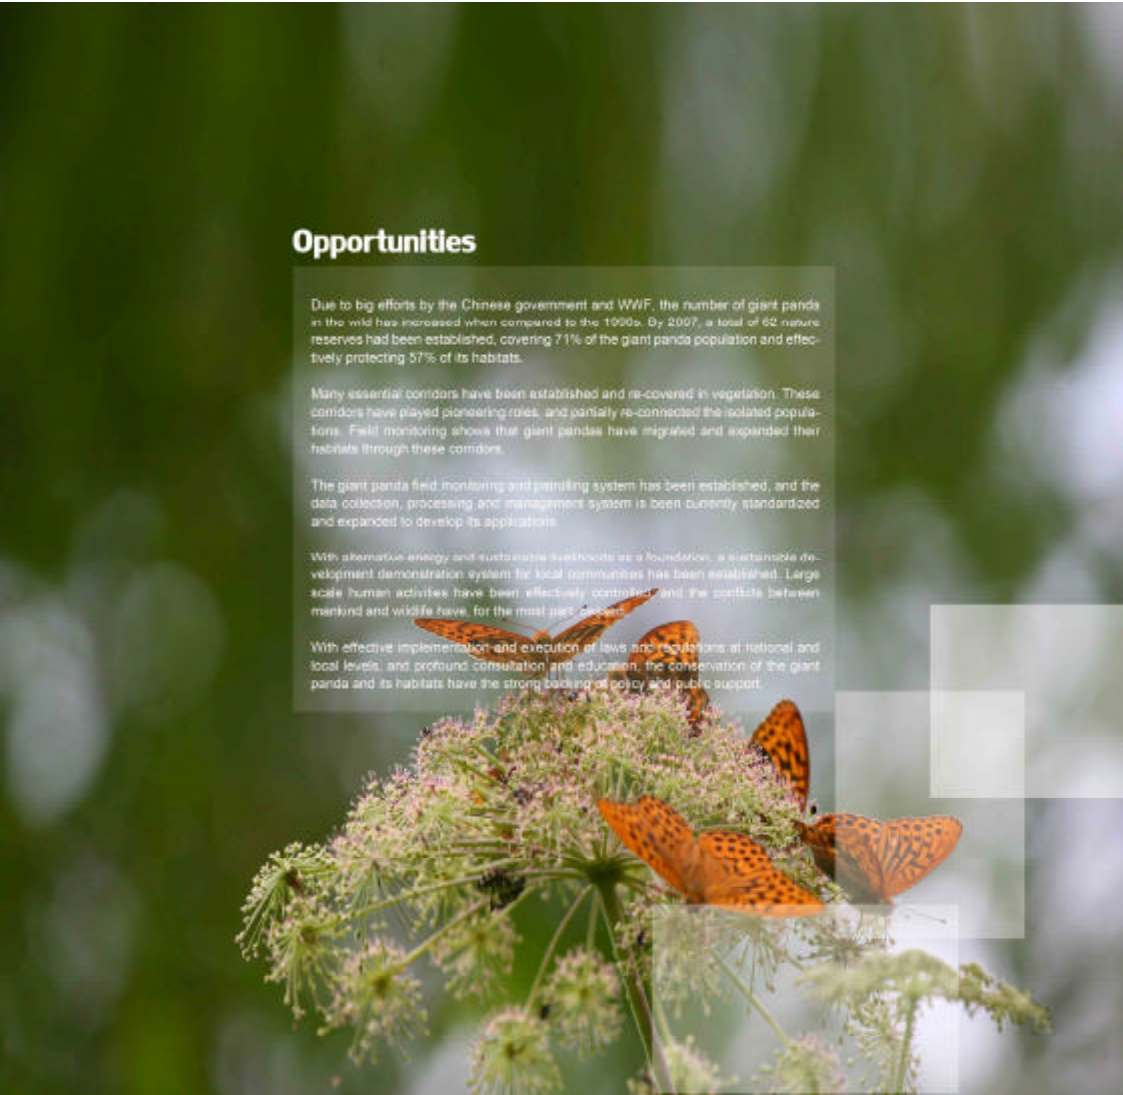 Opportunities
Due to big efforts by the Chinese government and WWF, the number of giant panda
in the wild has increased when compared to the 1990s. By 2007, a total of 62 nature
reserves had been established, covering 71% of the giant panda population and effec-
tively protecting 57% of its habitats.
Many essential corridors have been established and re-covered in vegetation. These
corridors have played pioneering roles, and partially re-connected the isolated popula-
tions. Field monitoring shows that giant pandas have migrated and expanded their
habitats through these corridors.
The giant panda field monitoring and patrolling system has been established, and the
data collection, processing and management system is been currently standardized
and expanded to develop its applications.
With alternative energy and sustainable livelihoods as a foundation, a sustainable de-
velopment demonstration system for local communities has been established. Large
scale human activities have been effectively controlled, and the conflicts between
mankind and wildlife have, for the most part,
With effective implementation and execution of laws and regulations at national and
local levels, and profound consultation and education, the conservation of the giant
panda and its habitats have the strong backing of policy and public support.